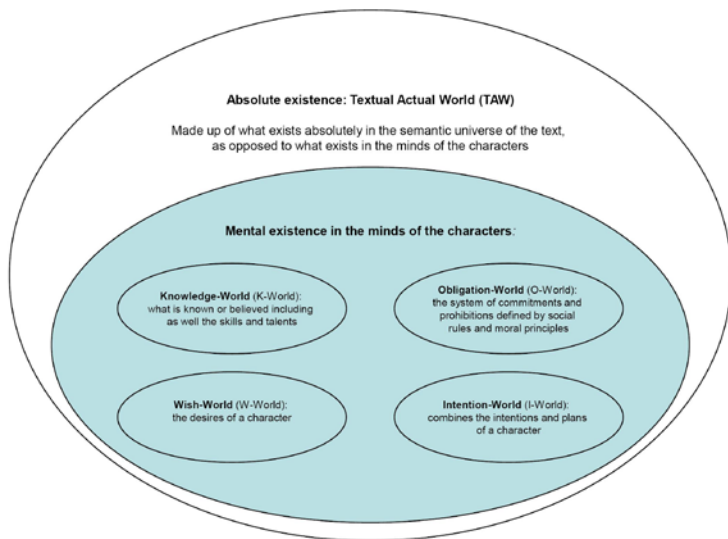 Absolute existence: Textual Actual World (TAW)
Made up of what exists absolutely in the semantic universe of the text,
as opposed to what exists in the minds of the characters
Mental existence in the minds of the characters:
Knowledge-World (K-World):
what is known or believed including
as well the skills and talents
Obligation-World (O-World):
the system of commitments and
prohibitions defined by social
rules and moral principles
Wish-World (W-World):
the desires of a character
Intention-World (I-World):
combines the intentions and plans
of a character